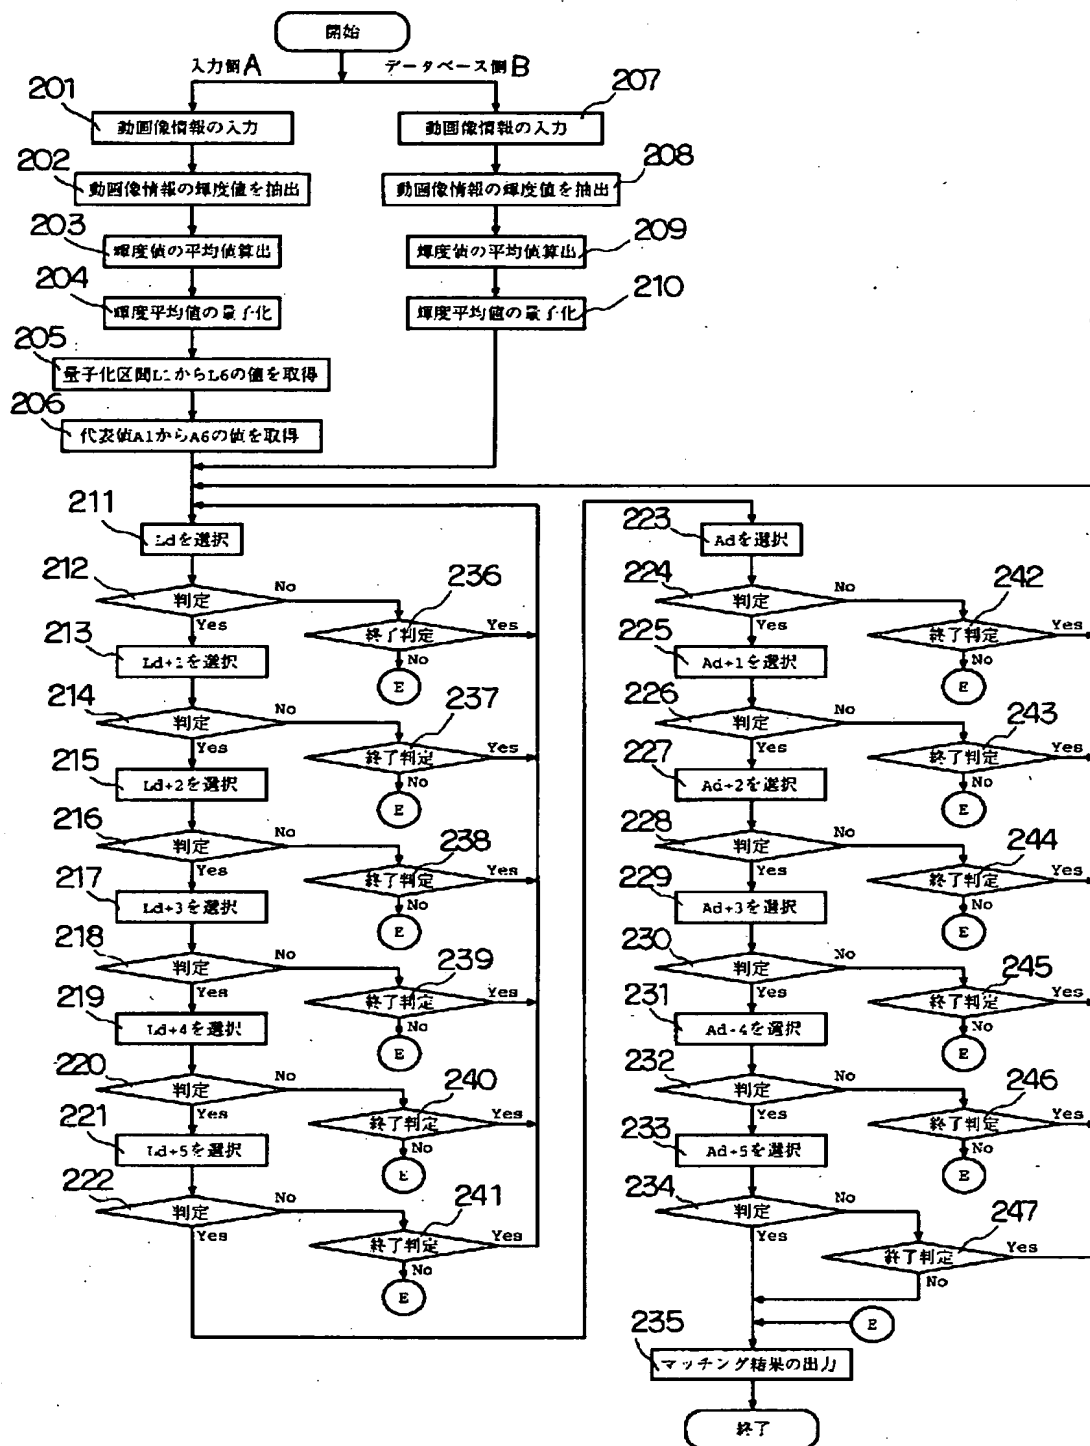 開始
入力側A
データベース側B
201
動画像情報の入力
207
動画像情報の入力
202
動画像情報の輝度値を抽出
208
動画像情報の輝度値を抽出
203
輝度値の平均値算出
209
輝度値の平均値算出
204
輝度平均値の量子化
210
輝度平均値の量子化
205
量子化区間L1からL6の値を取得
206
代表値A1からA6の値を取得
211
Ldを選択
212
判定
No
Yes
236
終了判定
Yes
No
E
213
Ld+1を選択
214
判定
No
Yes
237
終了判定
Yes
No
E
215
Ld+2を選択
216
判定
No
Yes
238
終了判定
Yes
No
E
217
Ld+3を選択
218
判定
No
Yes
239
終了判定
Yes
No
E
219
Ld+4を選択
220
判定
No
Yes
240
終了判定
Yes
No
E
221
Ld+5を選択
222
判定
No
Yes
241
終了判定
Yes
No
E
223
Adを選択
224
判定
No
Yes
242
終了判定
Yes
No
E
225
Ad+1を選択
226
判定
No
Yes
243
終了判定
Yes
No
E
227
Ad+2を選択
228
判定
No
Yes
244
終了判定
Yes
No
E
229
Ad+3を選択
230
判定
No
Yes
245
終了判定
Yes
No
E
231
Ad+4を選択
232
判定
No
Yes
246
終了判定
Yes
No
E
233
Ad+5を選択
234
判定
No
Yes
247
終了判定
Yes
No
E
235
マッチング結果の出力
終了